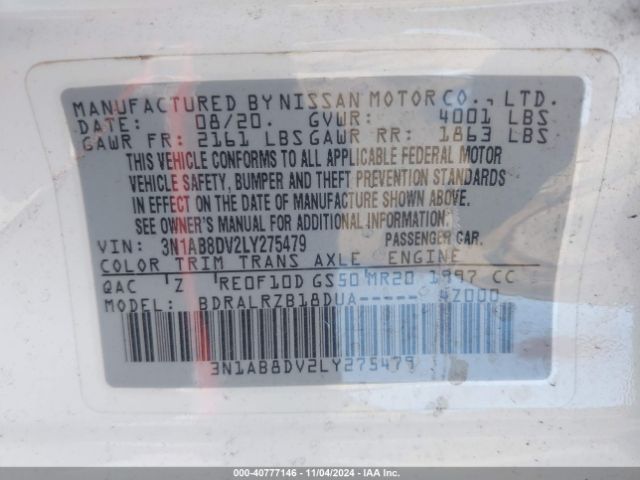 MANUFACTURED BY NISSAN MOTOR CO., LTD.
DATE: 08/20. GVWR: 4001 LBS
GAWR FR: 2161 LBS GAWR RR: 1863 LBS
THIS VEHICLE CONFORMS TO ALL APPLICABLE FEDERAL MOTOR
VEHICLE SAFETY, BUMPER AND THEFT PREVENTION STANDARDS
IN EFFECT ON THE DATE OF MANUFACTURE SHOWN ABOVE.
SEE OWNER'S MANUAL FOR ADDITIONAL INFORMATION.
VIN: 3N1AB8DV2LY275479 PASSENGER CAR.
COLOR TRIM TRANS AXLE ENGINE
QAC Z RE0F10D GS50 MR20 1997 CC
MODEL: BDRALRZB18DUA----- 4Z000
3N1AB8DV2LY275479
000-40777146 - 11/04/2024 - IAAI.com